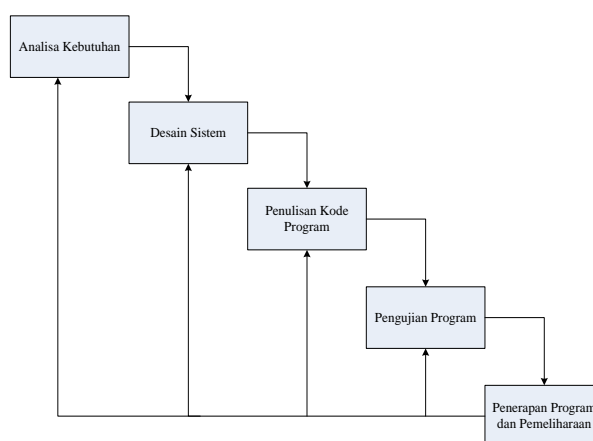 Analisa Kebutuhan
Desain Sistem
Penulisan Kode
Program
Pengujian Program
Penerapan Program
dan Pemeliharaan